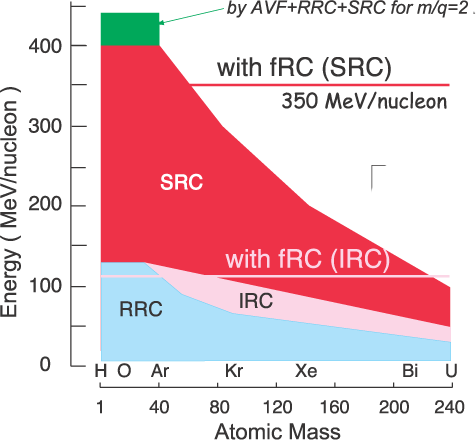 by AVF+RRC+SRC for m/q=2
400
with fRC (SRC)
350 MeV/nucleon
300
SRC
200
with fRC (IRC)
100
IRC
RRC
0
H O Ar Kr Xe Bi U
1 40 80 120 160 200 240
Atomic Mass
Energy ( MeV/nucleon)